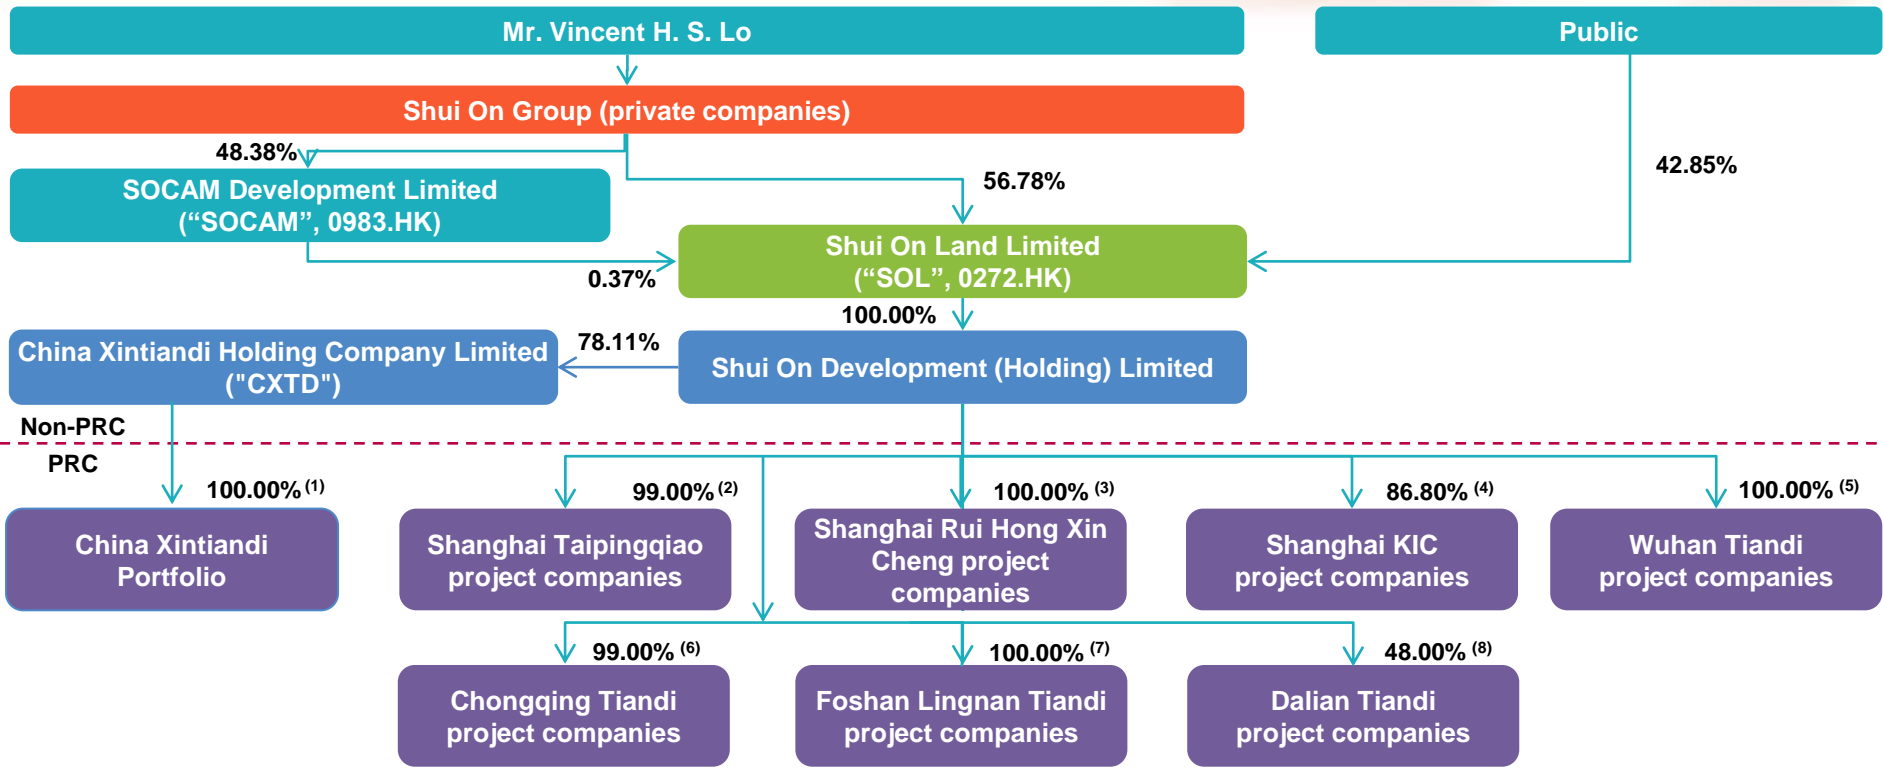 Mr. Vincent H. S. Lo
Public
Shui On Group (private companies)
48.38%
56.78%
42.85%
SOCAM Development Limited
(“SOCAM”, 0983.HK)
Shui On Land Limited
(“SOL”, 0272.HK)
0.37%
100.00%
78.11%
China Xintiandi Holding Company Limited
("CXTD")
Shui On Development (Holding) Limited
Non-PRC
PRC
100.00% (1)
99.00% (2)
100.00% (3)
86.80% (4)
100.00% (5)
China Xintiandi
Portfolio
Shanghai Taipingqiao
project companies
Shanghai Rui Hong Xin
Cheng project
companies
Shanghai KIC
project companies
Wuhan Tiandi
project companies
99.00% (6)
100.00% (7)
48.00% (8)
Chongqing Tiandi
project companies
Foshan Lingnan Tiandi
project companies
Dalian Tiandi
project companies